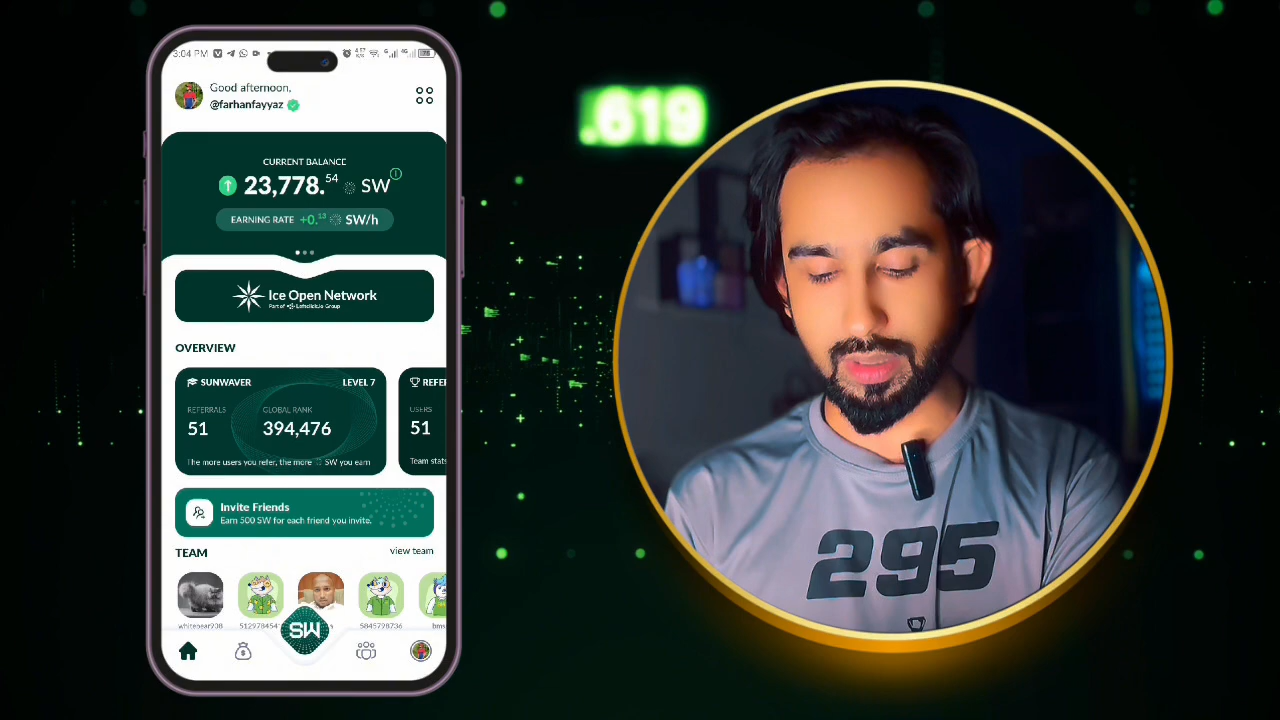 3:04 PM
Good afternoon,
@farhanfayyaz
CURRENT BALANCE
23,778.54 SW
EARNING RATE +0.13 SW/h
Ice Open Network
OVERVIEW
SUNWAVER LEVEL 7
REFERRALS GLOBAL RANK
51 394,476
The more users you refer, the more SW you earn
REFE
USERS
51
Team stats
Invite Friends
Earn 500 SW for each friend you invite.
TEAM view team
whitebear908
5845798736
SW
.619
295